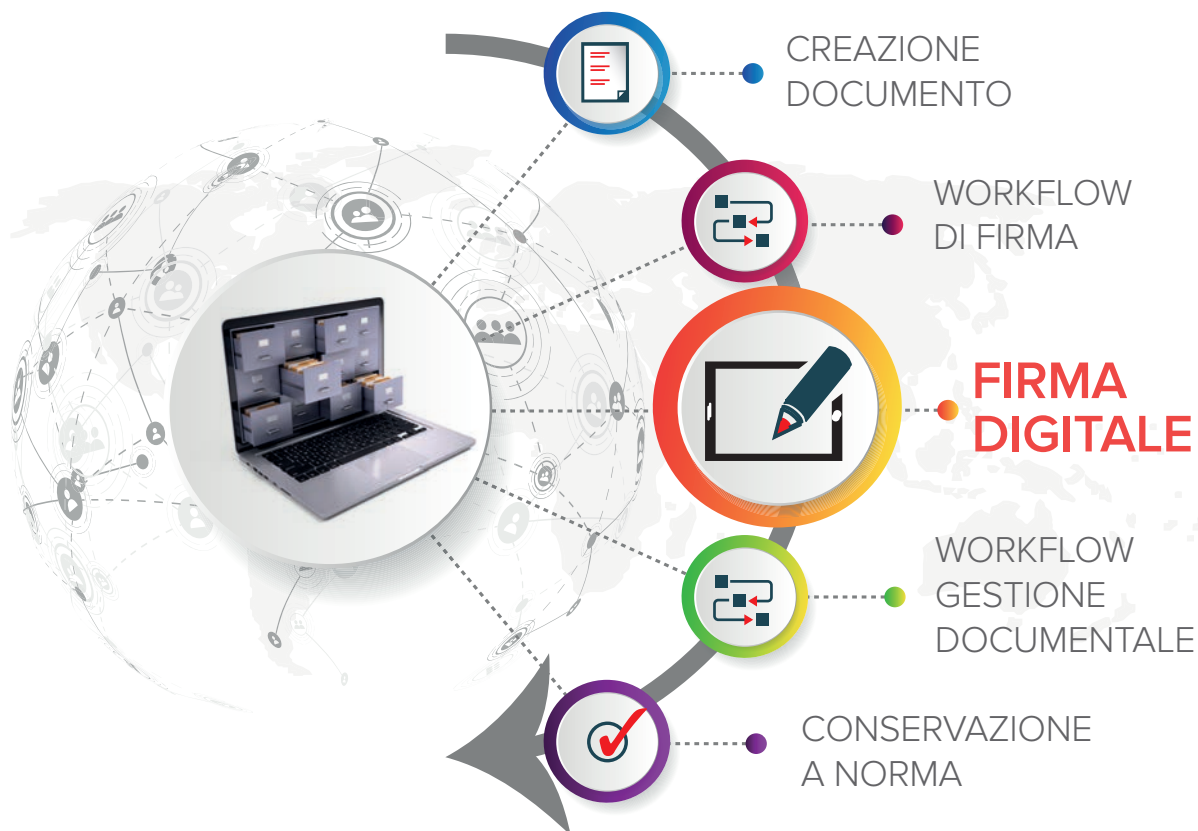 CREAZIONE
DOCUMENTO
WORKFLOW
DI FIRMA
FIRMA
DIGITALE
WORKFLOW
GESTIONE
DOCUMENTALE
CONSERVAZIONE
A NORMA